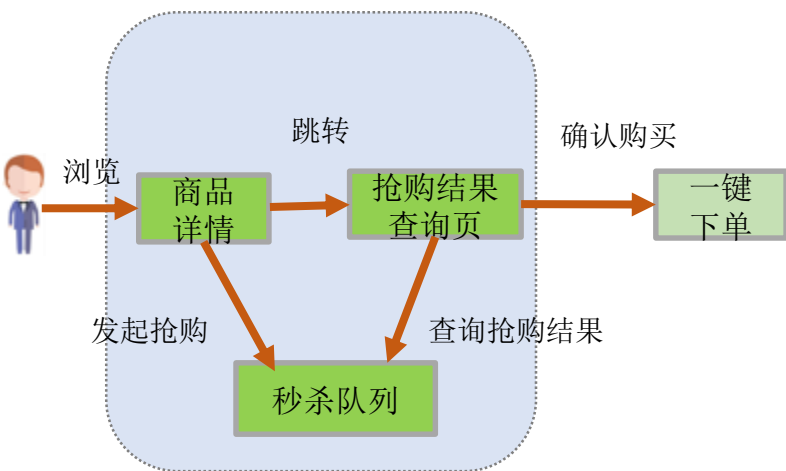 跳转
确认购买
浏览
商品
详情
抢购结果
查询页
一键
下单
发起抢购
查询抢购结果
秒杀队列